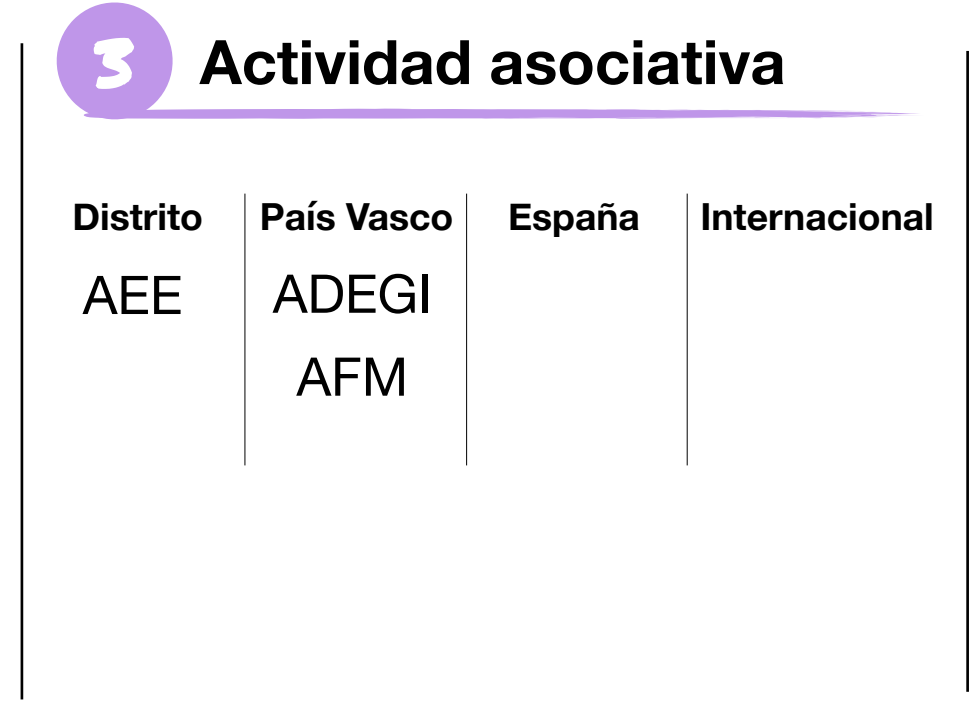 3 Actividad asociativa
Distrito País Vasco España Internacional
AEE ADEGI
AFM